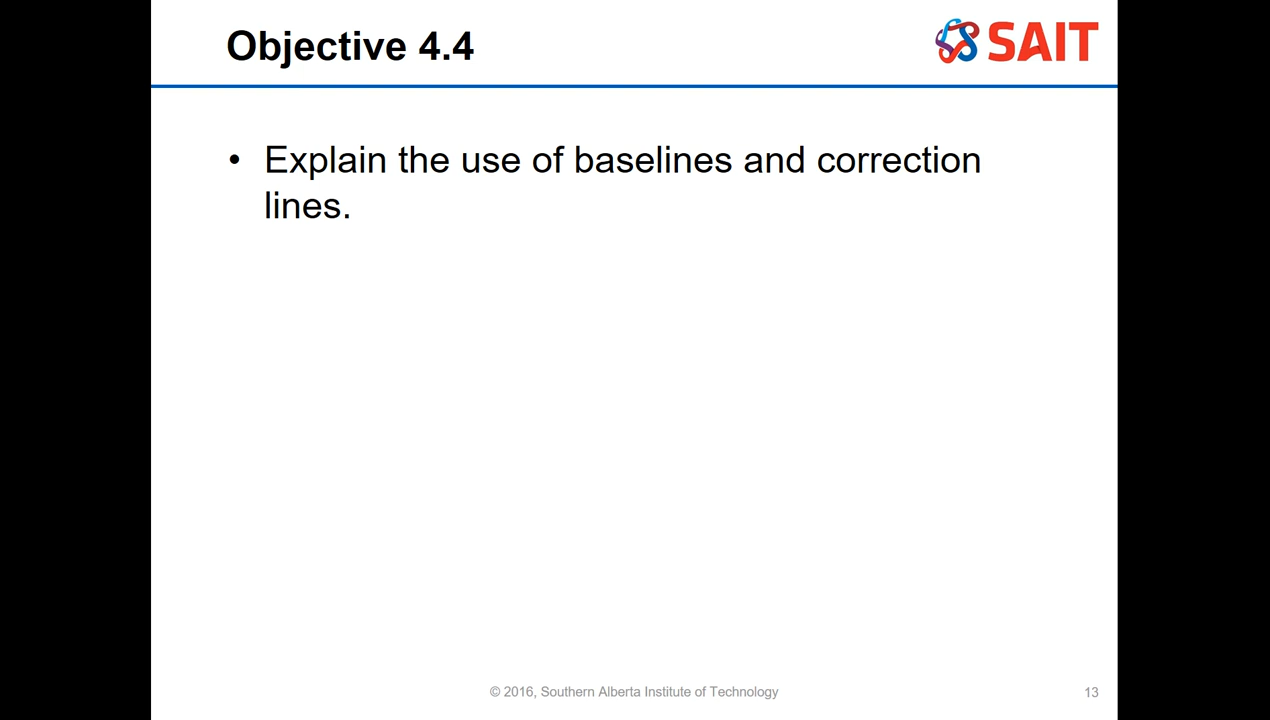 Objective 4.4
SAIT
• Explain the use of baselines and correction
lines.
© 2016, Southern Alberta Institute of Technology
13